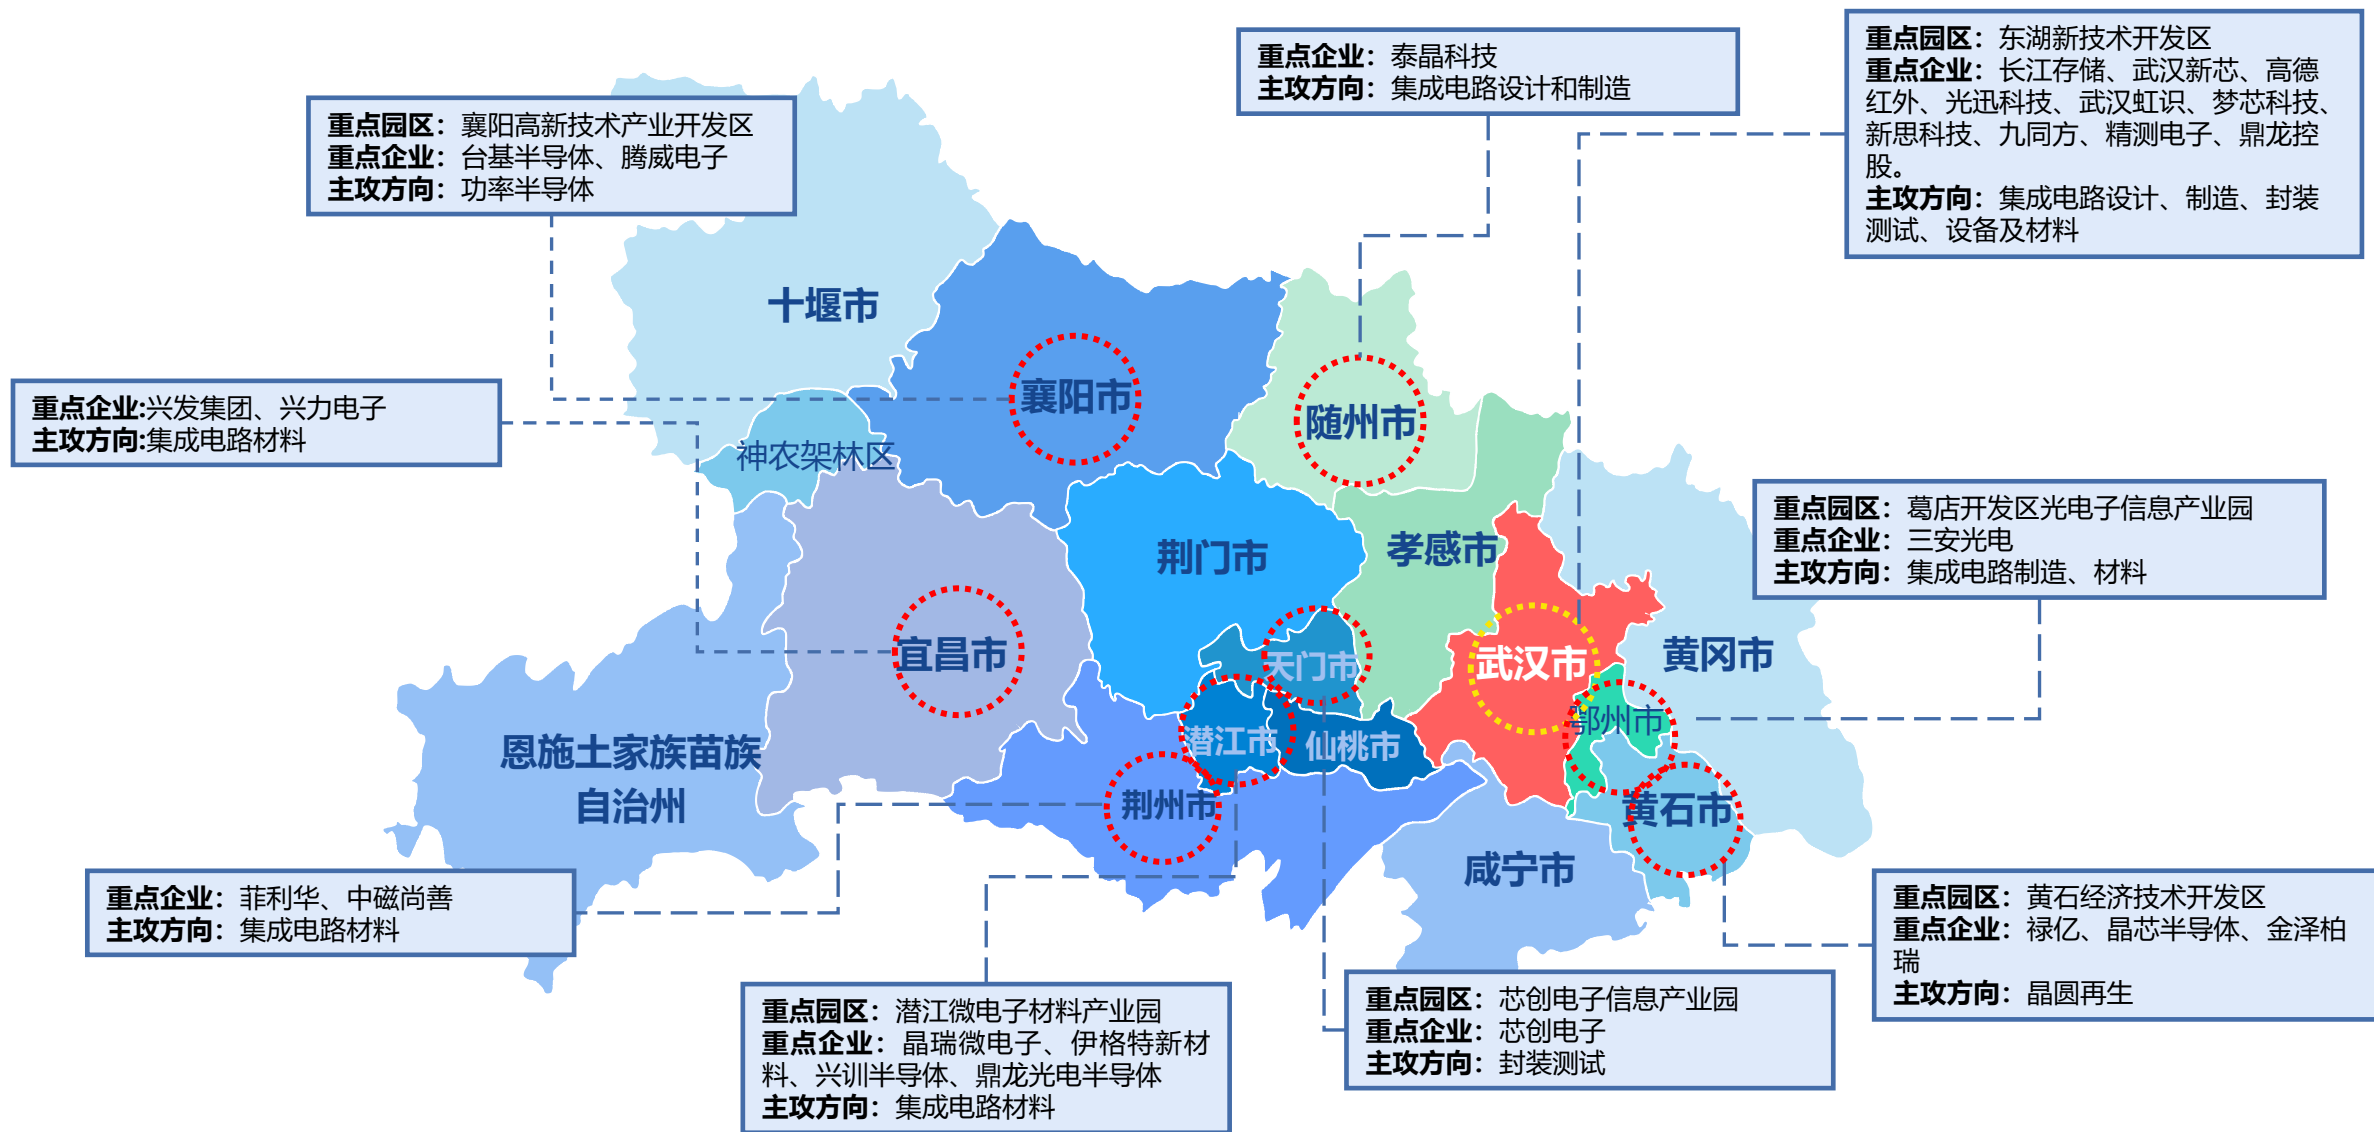 重点企业：泰晶科技
主攻方向：集成电路设计和制造
重点园区：东湖新技术开发区
重点企业：长江存储、武汉新芯、高德
红外、光迅科技、武汉虹识、梦芯科技、
新思科技、九同方、精测电子、鼎龙控
股。
主攻方向：集成电路设计、制造、封装
测试、设备及材料
重点园区：襄阳高新技术产业开发区
重点企业：台基半导体、腾威电子
主攻方向：功率半导体
十堰市
襄阳市
随州市
重点企业:兴发集团、兴力电子
主攻方向:集成电路材料
神农架林区
荆门市
孝感市
重点园区：葛店开发区光电子信息产业园
重点企业：三安光电
主攻方向：集成电路制造、材料
宜昌市
天门市
武汉市
黄冈市
恩施土家族苗族
自治州
潜江市
仙桃市
鄂州市
荆州市
黄石市
咸宁市
重点企业：菲利华、中磁尚善
主攻方向：集成电路材料
重点园区：黄石经济技术开发区
重点企业：禄亿、晶芯半导体、金泽柏
瑞
主攻方向：晶圆再生
重点园区：潜江微电子材料产业园
重点企业：晶瑞微电子、伊格特新材
料、兴训半导体、鼎龙光电半导体
主攻方向：集成电路材料
重点园区：芯创电子信息产业园
重点企业：芯创电子
主攻方向：封装测试